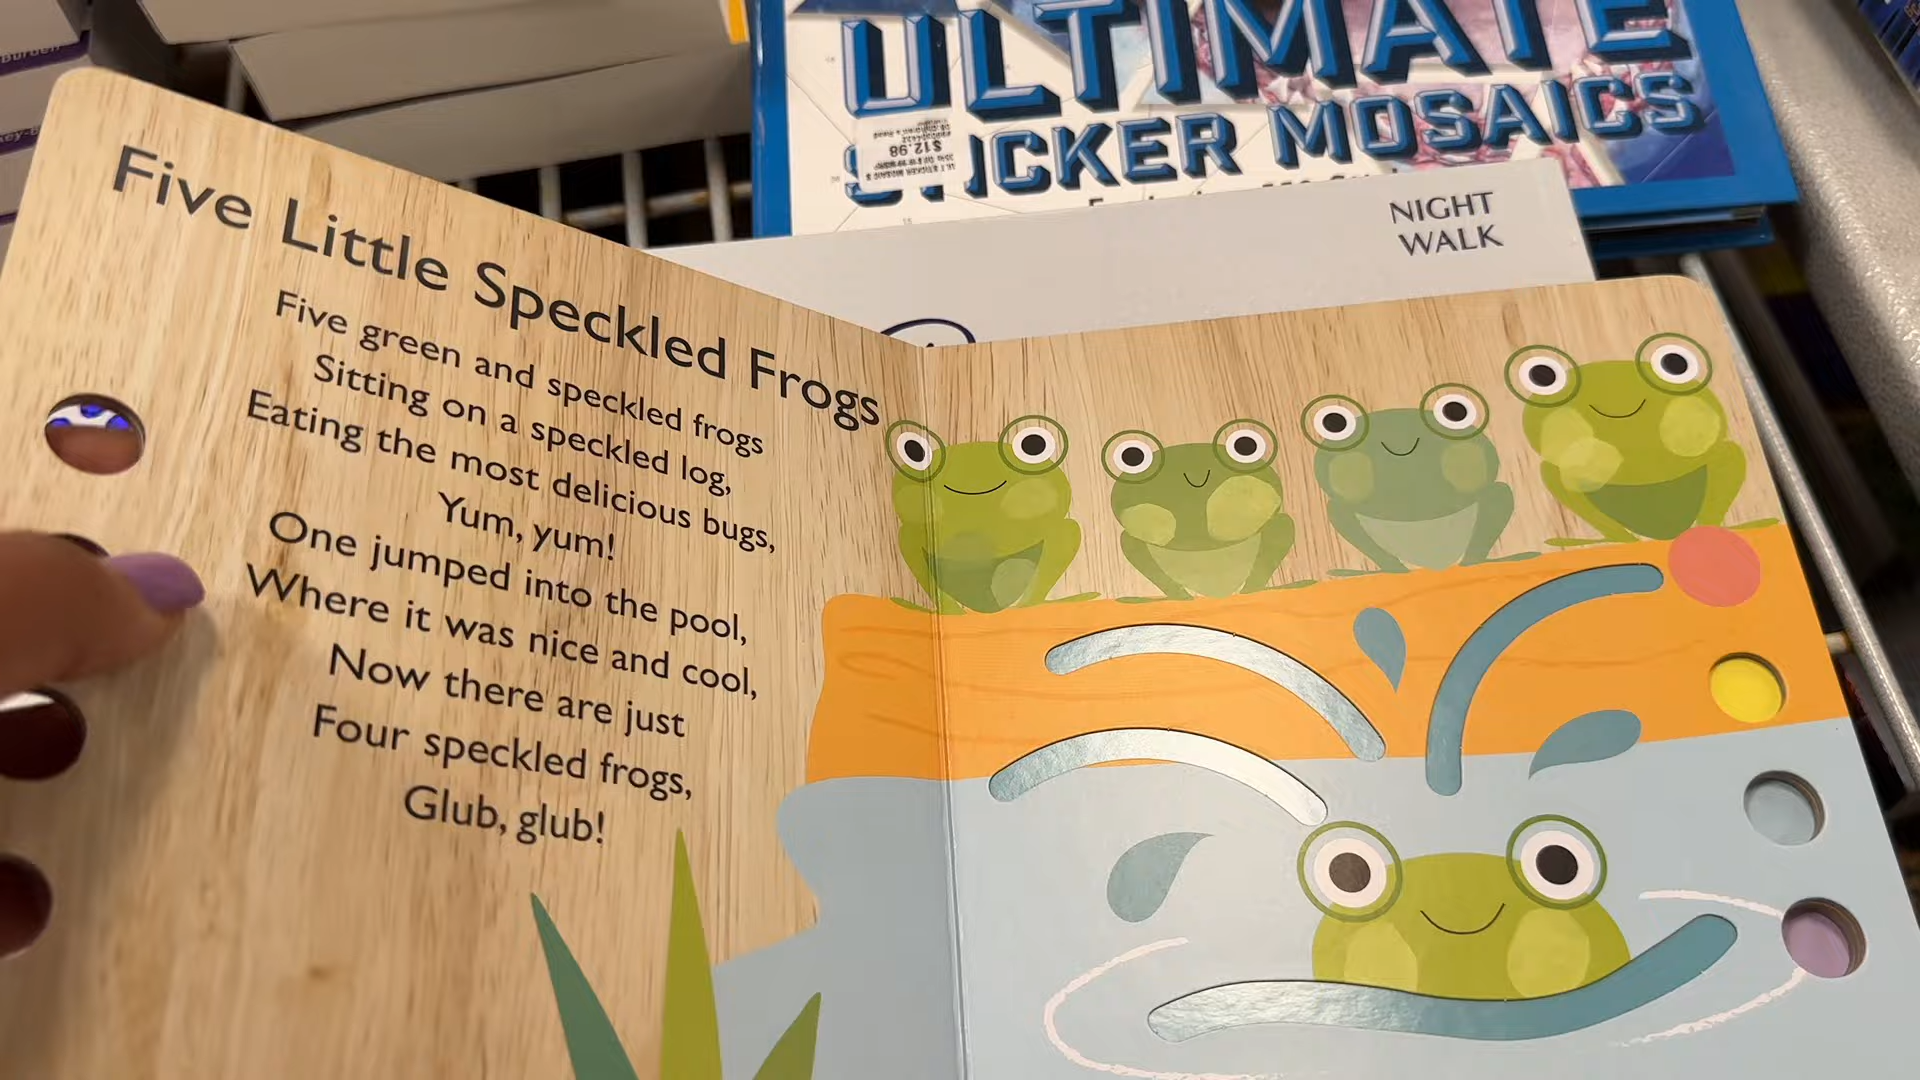 Burden
key-B
ULTIMATE
STICKER MOSAICS
$12.98
NIGHT
WALK
Five Little Speckled Frogs
Five green and speckled frogs
Sitting on a speckled log,
Eating the most delicious bugs,
Yum, yum!
One jumped into the pool,
Where it was nice and cool,
Now there are just
Four speckled frogs,
Glub, glub!